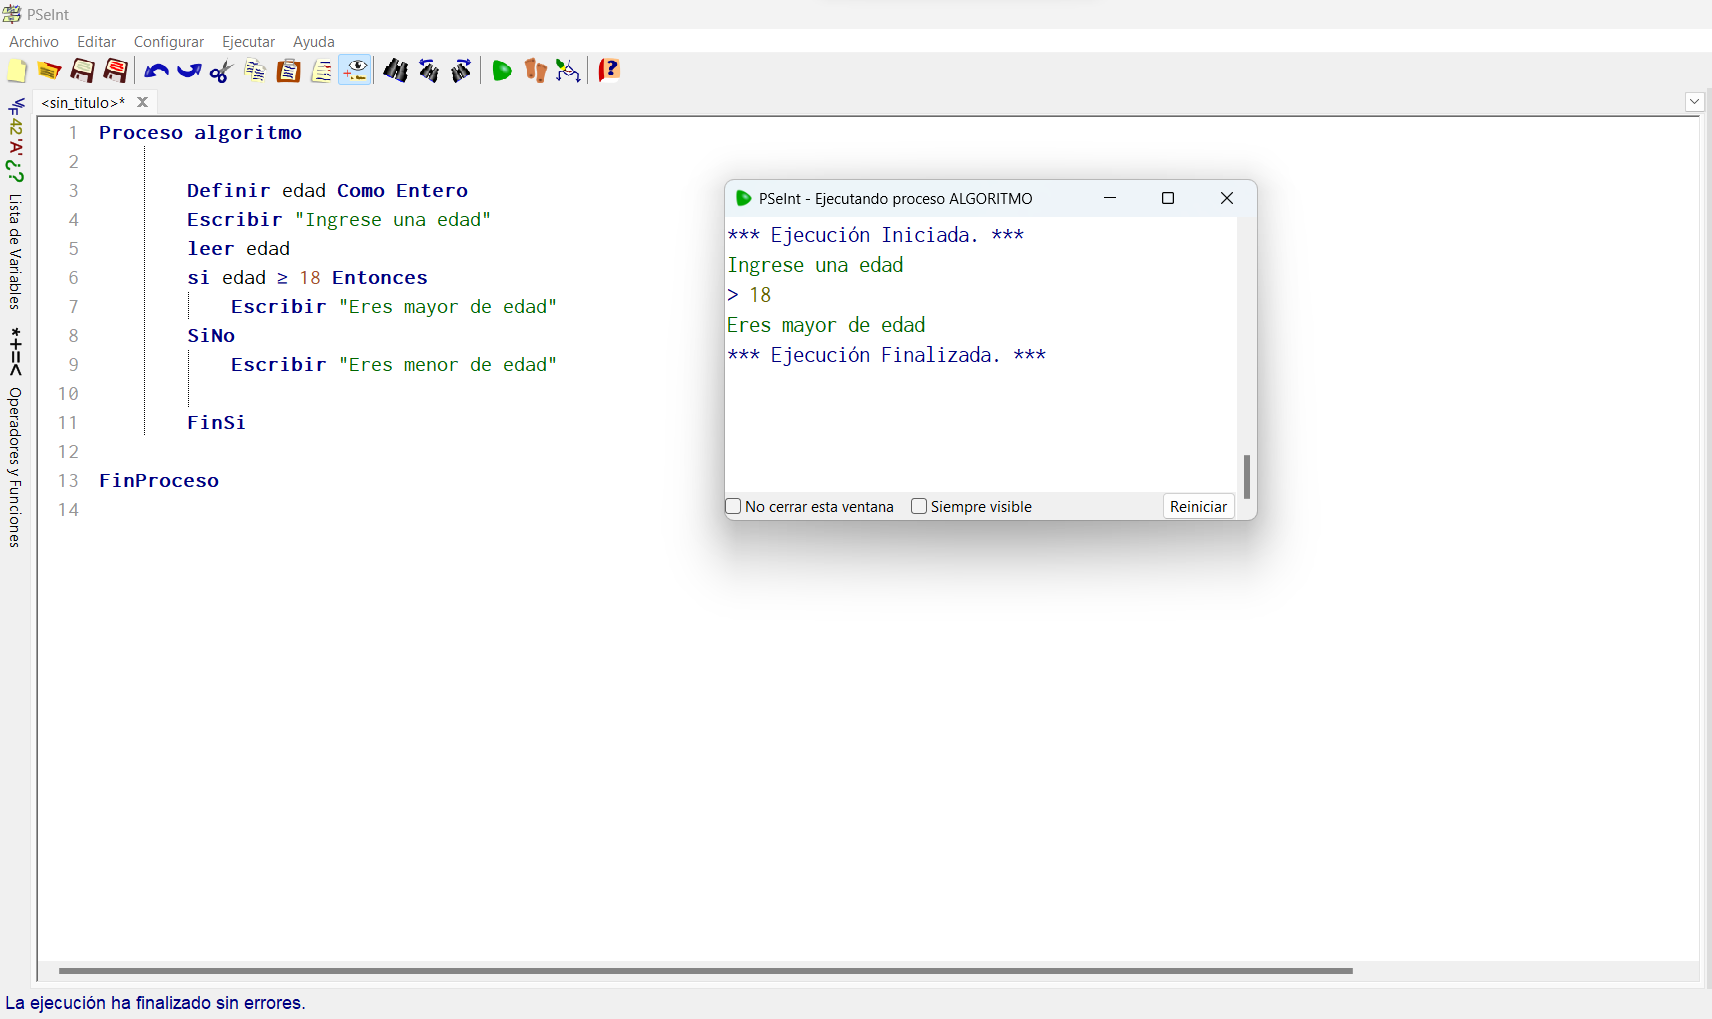 PSeInt
Archivo Editar Configurar Ejecutar Ayuda
<sin_titulo>* X
42 'A' ¿? Lista de Variables
*+=< Operadores y Funciones
1 Proceso algoritmo
2
3 Definir edad Como Entero
4 Escribir "Ingrese una edad"
5 leer edad
6 si edad ≥ 18 Entonces
7 Escribir "Eres mayor de edad"
8 SiNo
9 Escribir "Eres menor de edad"
10
11 FinSi
12
13 FinProceso
14
PSeInt - Ejecutando proceso ALGORITMO
*** Ejecución Iniciada. ***
Ingrese una edad
> 18
Eres mayor de edad
*** Ejecución Finalizada. ***
No cerrar esta ventana Siempre visible Reiniciar
La ejecución ha finalizado sin errores.